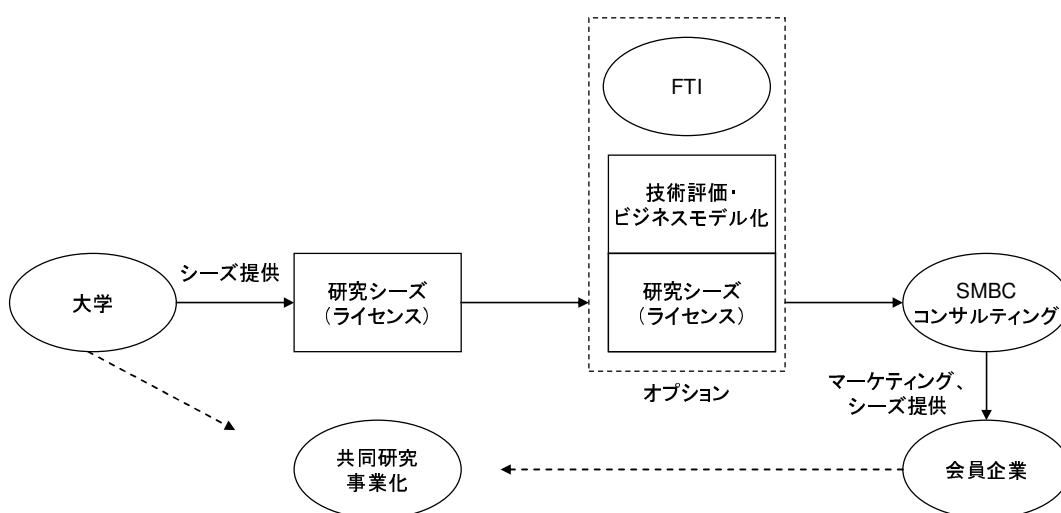 FTI
技術評価・
ビジネスモデル化
シーズ提供
大学
研究シーズ
（ライセンス）
研究シーズ
（ライセンス）
SMBC
コンサルティング
オプション
マーケティング、
シーズ提供
共同研究
事業化
会員企業